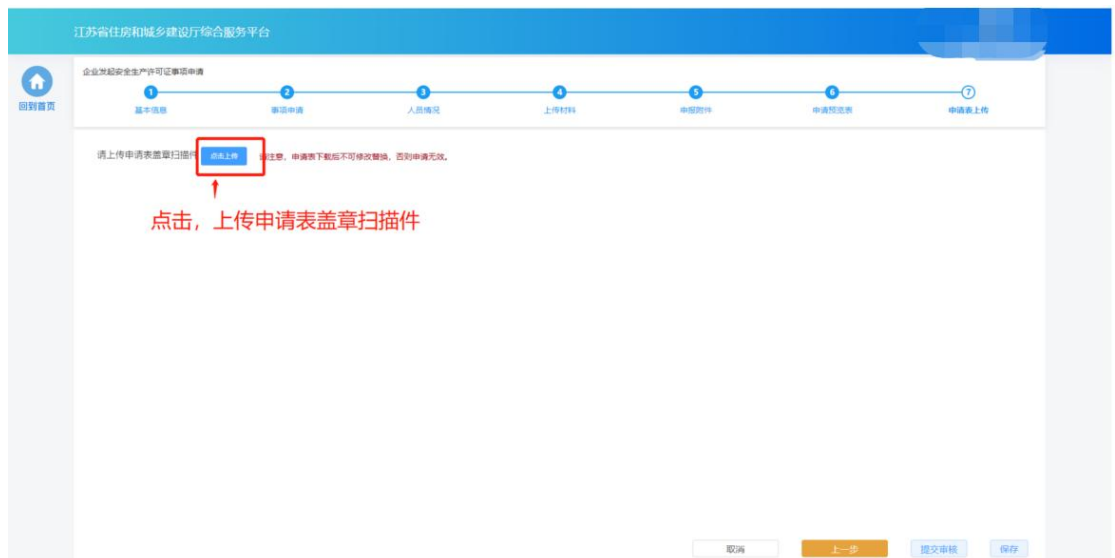 江苏省住房和城乡建设厅综合服务平台
回到首页
企业发起安全生产许可证事项申请
1 2 3 4 5 6 7
基本信息 事项申请 人员情况 上传材料 申报附件 申请预览表 申请表上传
请上传申请表盖章扫描件 点击上传 注意,申请表下载后不可修改替换,否则申请无效。
点击,上传申请表盖章扫描件
取消 上一步 提交审核 保存